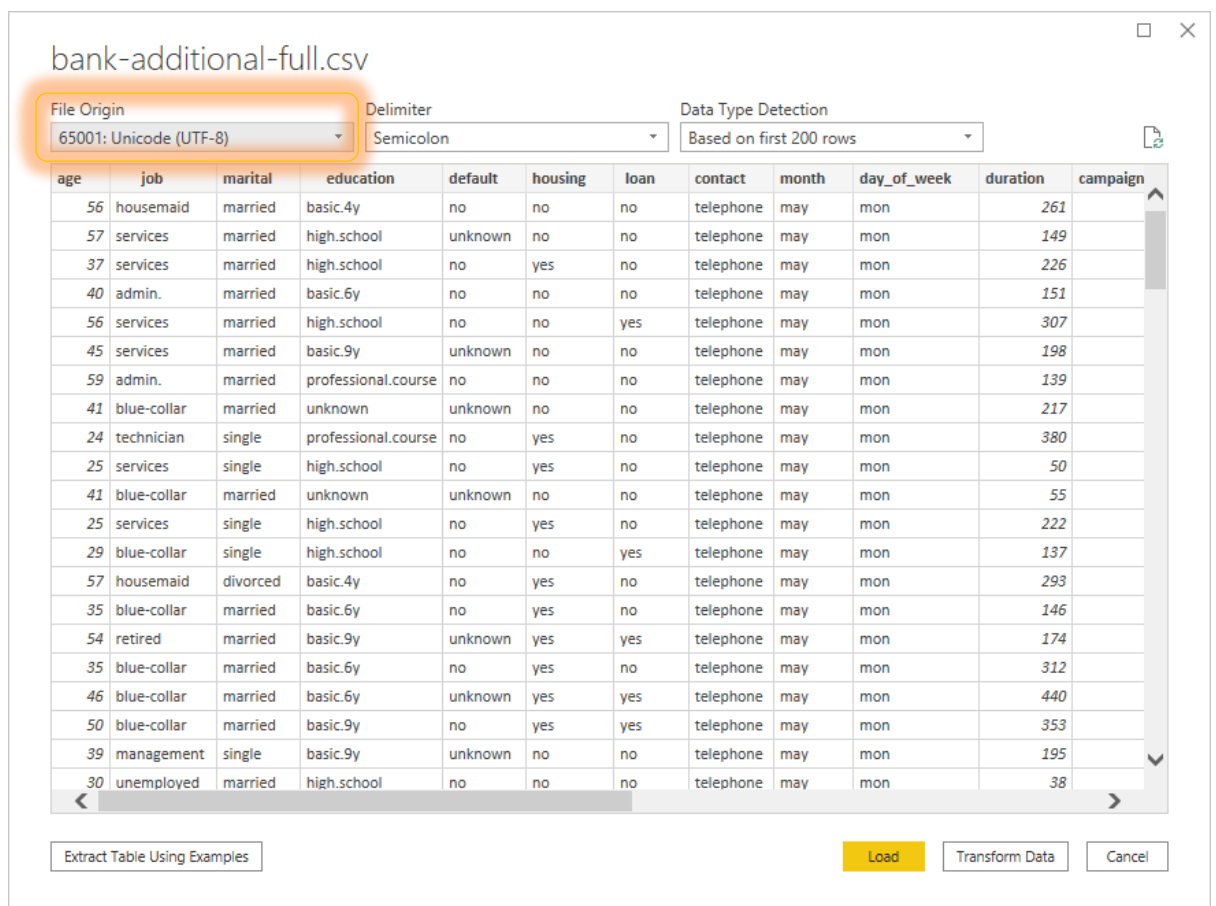 bank-additional-full.csv
File Origin Delimiter Data Type Detection
65001: Unicode (UTF-8) Semicolon Based on first 200 rows
age job marital education default housing loan contact month day_of_week duration campaign
56 housemaid married basic.4y no no no telephone may mon 261
57 services married high.school unknown no no telephone may mon 149
37 services married high.school no yes no telephone may mon 226
40 admin. married basic.6y no no no telephone may mon 151
56 services married high.school no no yes telephone may mon 307
45 services married basic.9y unknown no no telephone may mon 198
59 admin. married professional.course no no no telephone may mon 139
41 blue-collar married unknown unknown no no telephone may mon 217
24 technician single professional.course no yes no telephone may mon 380
25 services single high.school no yes no telephone may mon 50
41 blue-collar married unknown unknown no no telephone may mon 55
25 services single high.school no yes no telephone may mon 222
29 blue-collar single high.school no no yes telephone may mon 137
57 housemaid divorced basic.4y no yes no telephone may mon 293
35 blue-collar married basic.6y no yes no telephone may mon 146
54 retired married basic.9y unknown yes yes telephone may mon 174
35 blue-collar married basic.6y no yes no telephone may mon 312
46 blue-collar married basic.6y unknown yes yes telephone may mon 440
50 blue-collar married basic.9y no yes yes telephone may mon 353
39 management single basic.9y unknown no no telephone may mon 195
30 unemployed married high.school no no no telephone may mon 38
Extract Table Using Examples Load Transform Data Cancel